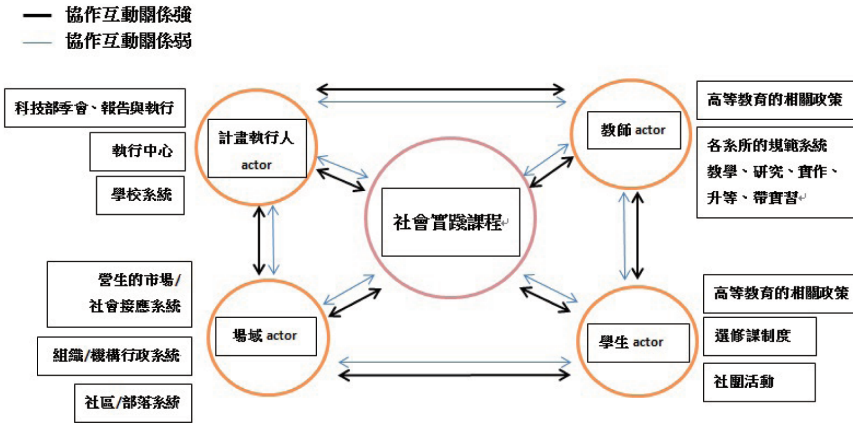 協作互動關係強
協作互動關係弱
科技部季會、報告與執行
執行中心
學校系統
計畫執行人
actor
教師 actor
高等教育的相關政策
各系所的規範系統
教學、研究、實作、
升等、帶實習
社會實踐課程
營生的市場/
社會接應系統
組織/機構行政系統
社區/部落系統
場域 actor
學生 actor
高等教育的相關政策
選修課制度
社團活動